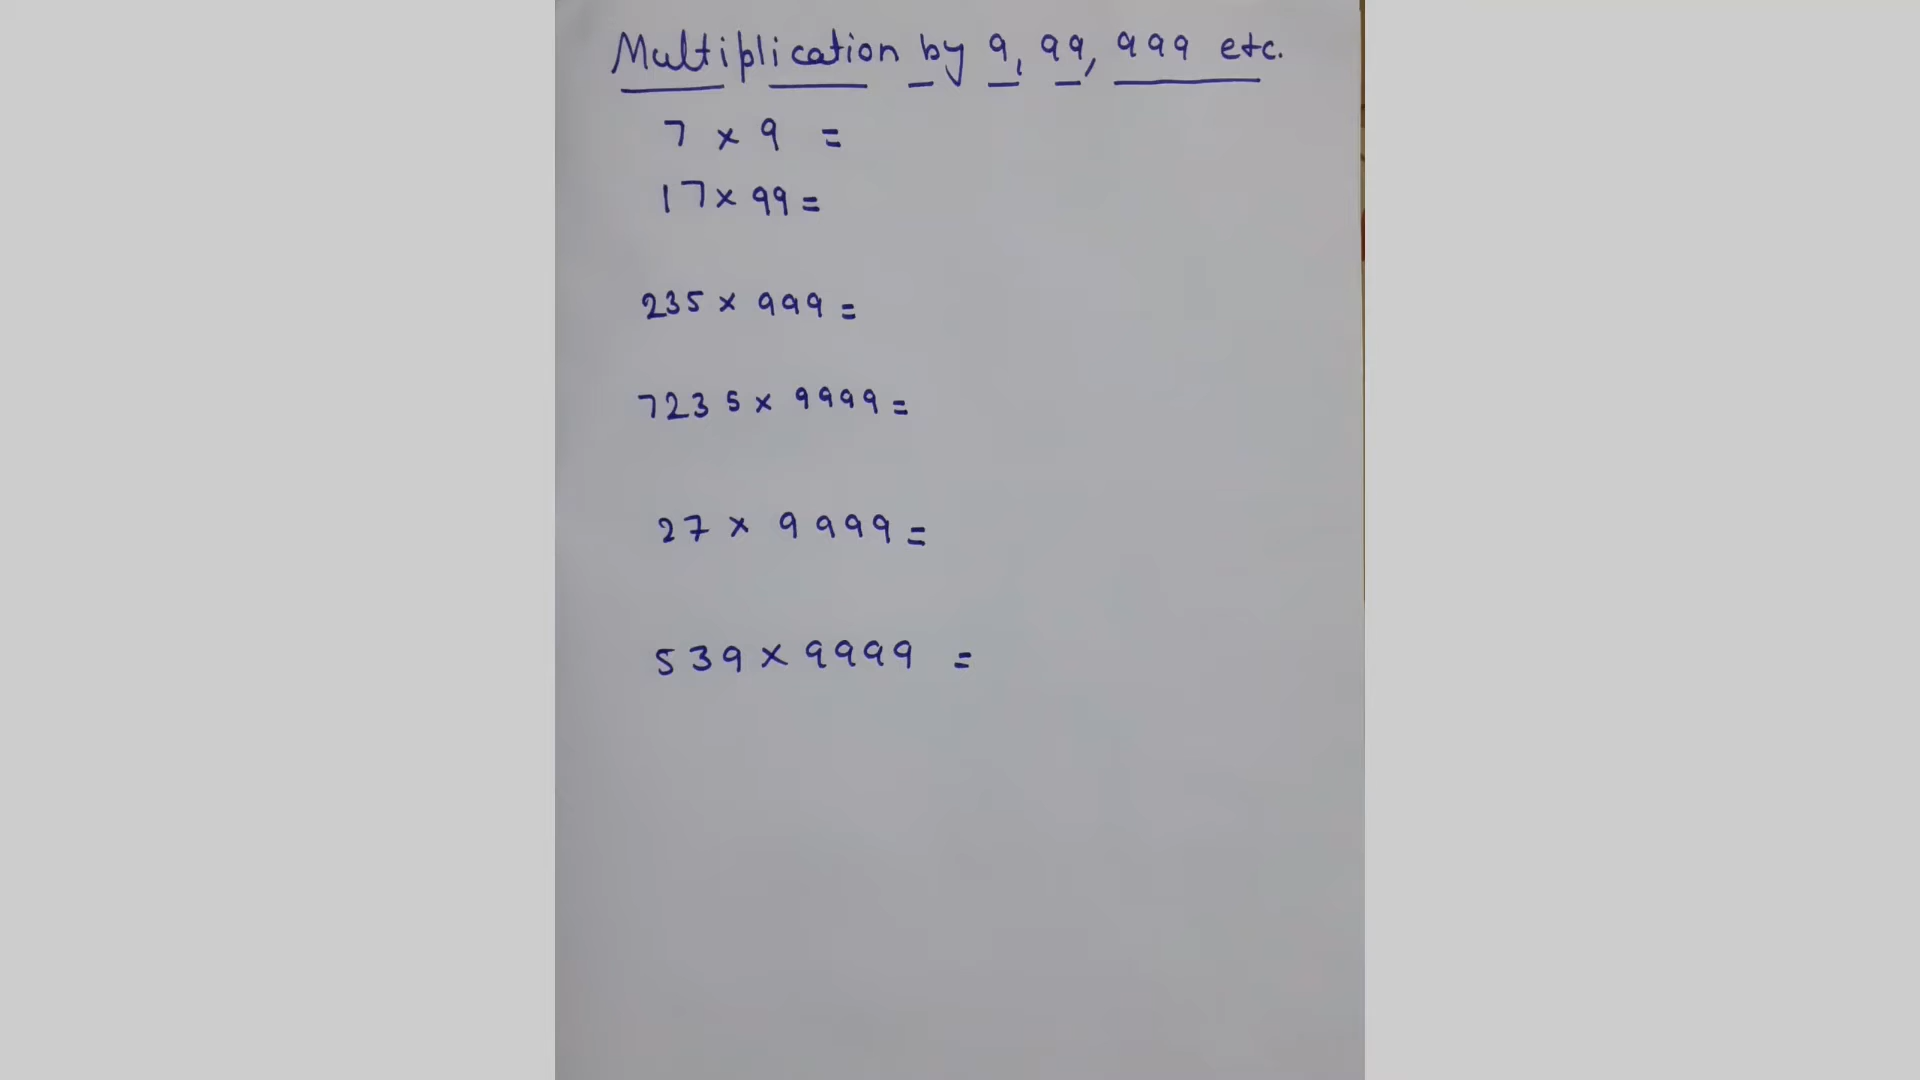 Multiplication by 9, 99, 999 etc.
7 × 9 =
17 × 99 =
235 × 999 =
7235 × 9999 =
27 × 9999 =
539 × 9999 =